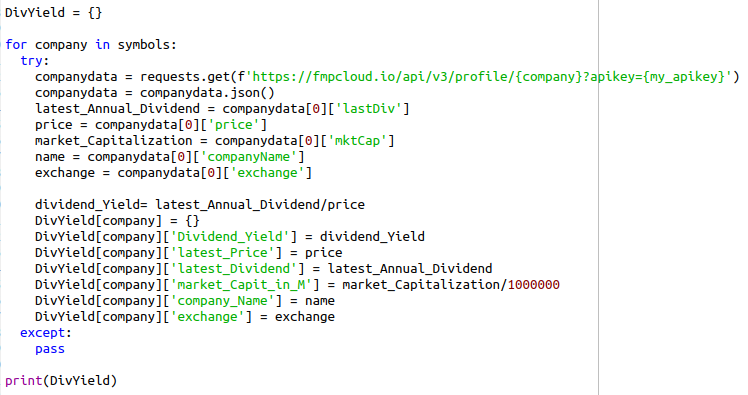 DivYield = {}

for company in symbols:
  try:
    companydata = requests.get(f'https://fmpcloud.io/api/v3/profile/{company}?apikey={my_apikey}')
    companydata = companydata.json()
    latest_Annual_Dividend = companydata[0]['lastDiv']
    price = companydata[0]['price']
    market_Capitalization = companydata[0]['mktCap']
    name = companydata[0]['companyName']
    exchange = companydata[0]['exchange']

    dividend_Yield= latest_Annual_Dividend/price
    DivYield[company] = {}
    DivYield[company]['Dividend_Yield'] = dividend_Yield
    DivYield[company]['latest_Price'] = price
    DivYield[company]['latest_Dividend'] = latest_Annual_Dividend
    DivYield[company]['market_Capit_in_M'] = market_Capitalization/1000000
    DivYield[company]['company_Name'] = name
    DivYield[company]['exchange'] = exchange
  except:
    pass

print(DivYield)